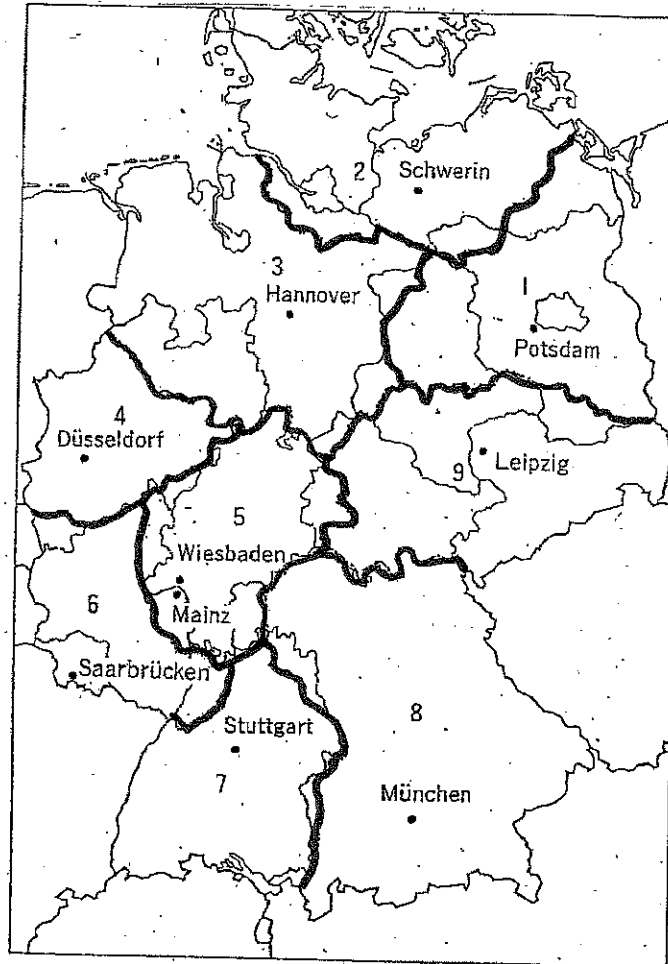 2
Schwerin
3
Hannover
1
Potsdam
4
Düsseldorf
9
Leipzig
5
Wiesbaden
6
Mainz
Saarbrücken
8
Stuttgart
7
München